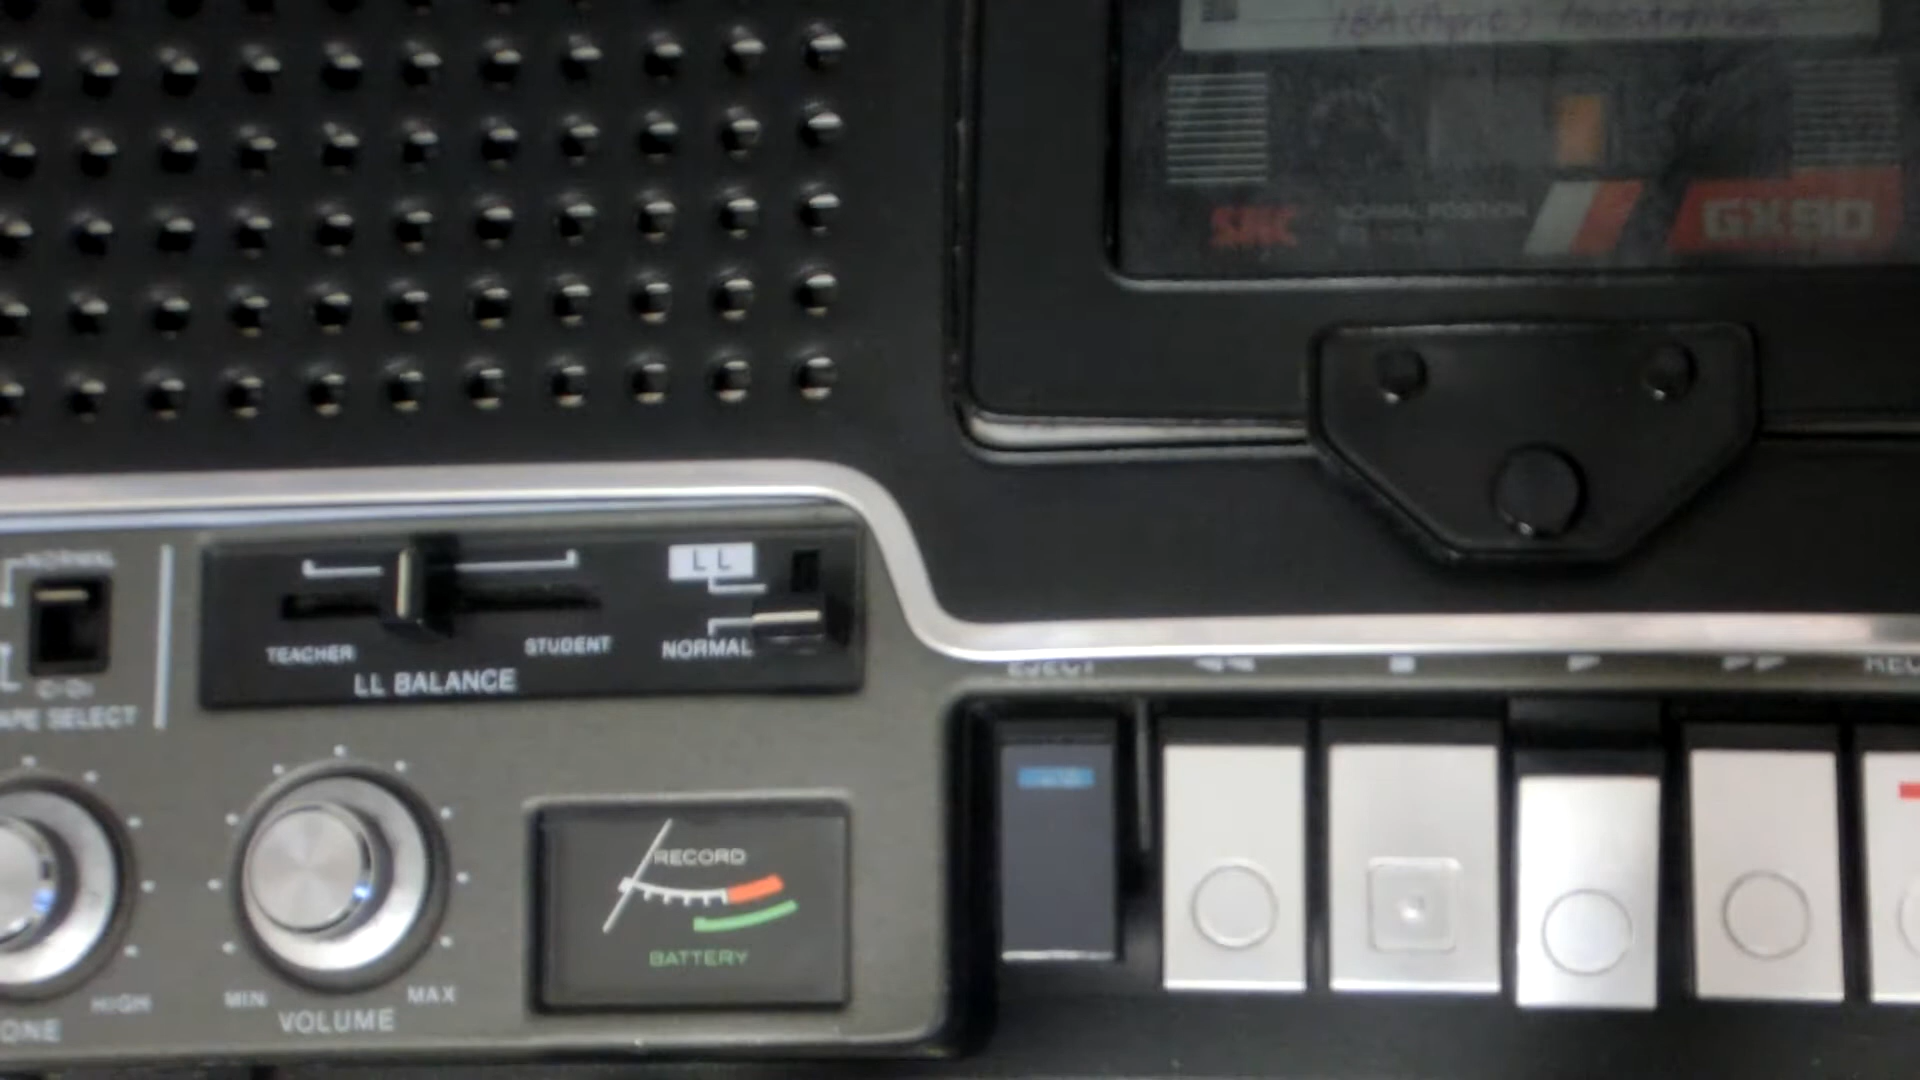 SKC
NORMAL POSITION
GX90
NORMAL
LL
TEACHER
STUDENT
NORMAL
LL BALANCE
EJECT
TAPE SELECT
RECORD
BATTERY
HIGH
MIN
MAX
VOLUME